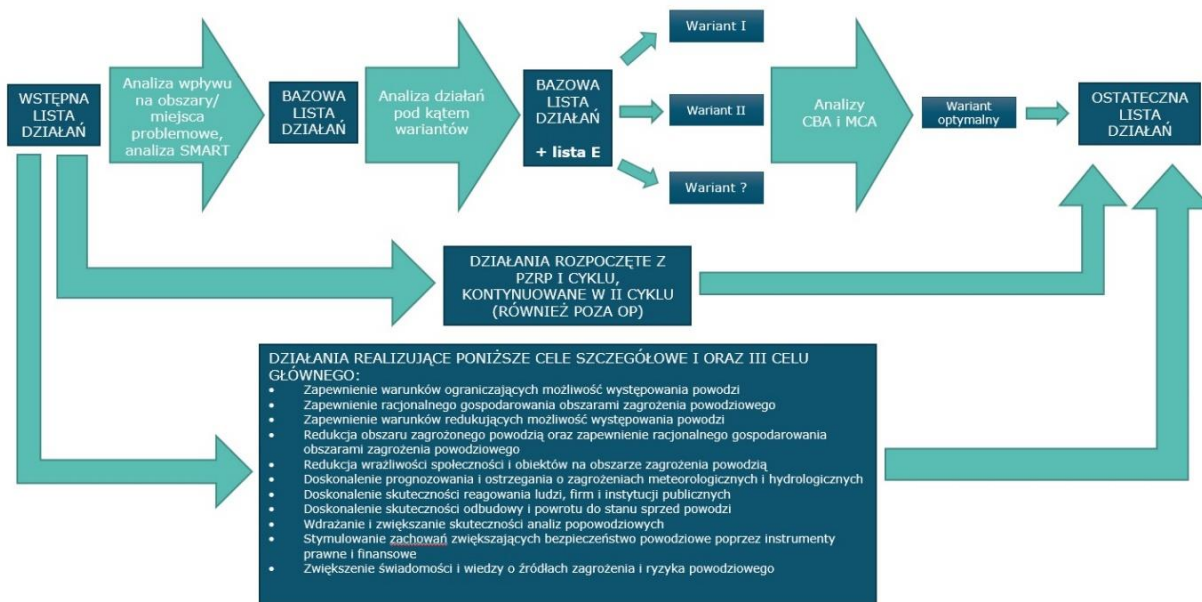 WSTĘPNA
LISTA
DZIAŁAŃ
Analiza wpływu
na obszary/
miejsca
problemowe,
analiza SMART
BAZOWA
LISTA
DZIAŁAŃ
Analiza działań
pod kątem
wariantów
BAZOWA
LISTA
DZIAŁAŃ
+ lista E
Wariant I
Wariant II
Wariant ?
Analizy
CBA i MCA
Wariant
optymalny
OSTATECZNA
LISTA
DZIAŁAŃ
DZIAŁANIA ROZPOCZĘTE Z
PZRP I CYKLU,
KONTYNUOWANE W II CYKLU
(RÓWNIEŻ POZA OP)
DZIAŁANIA REALIZUJĄCE PONIŻSZE CELE SZCZEGÓŁOWE I ORAZ III CELU
GŁÓWNEGO:
• Zapewnienie warunków ograniczających możliwość występowania powodzi
• Zapewnienie racjonalnego gospodarowania obszarami zagrożenia powodziowego
• Zapewnienie warunków redukujących możliwość występowania powodzi
• Redukcja obszaru zagrożonego powodzią oraz zapewnienie racjonalnego gospodarowania
obszarami zagrożenia powodziowego
• Redukcja wrażliwości społeczności i obiektów na obszarze zagrożenia powodzią
• Doskonalenie prognozowania i ostrzegania o zagrożeniach meteorologicznych i hydrologicznych
• Doskonalenie skuteczności reagowania ludzi, firm i instytucji publicznych
• Doskonalenie skuteczności odbudowy i powrotu do stanu sprzed powodzi
• Wdrażanie i zwiększanie skuteczności analiz popowodziowych
• Stymulowanie zachowań zwiększających bezpieczeństwo powodziowe poprzez instrumenty
prawne i finansowe
• Zwiększenie świadomości i wiedzy o źródłach zagrożenia i ryzyka powodziowego